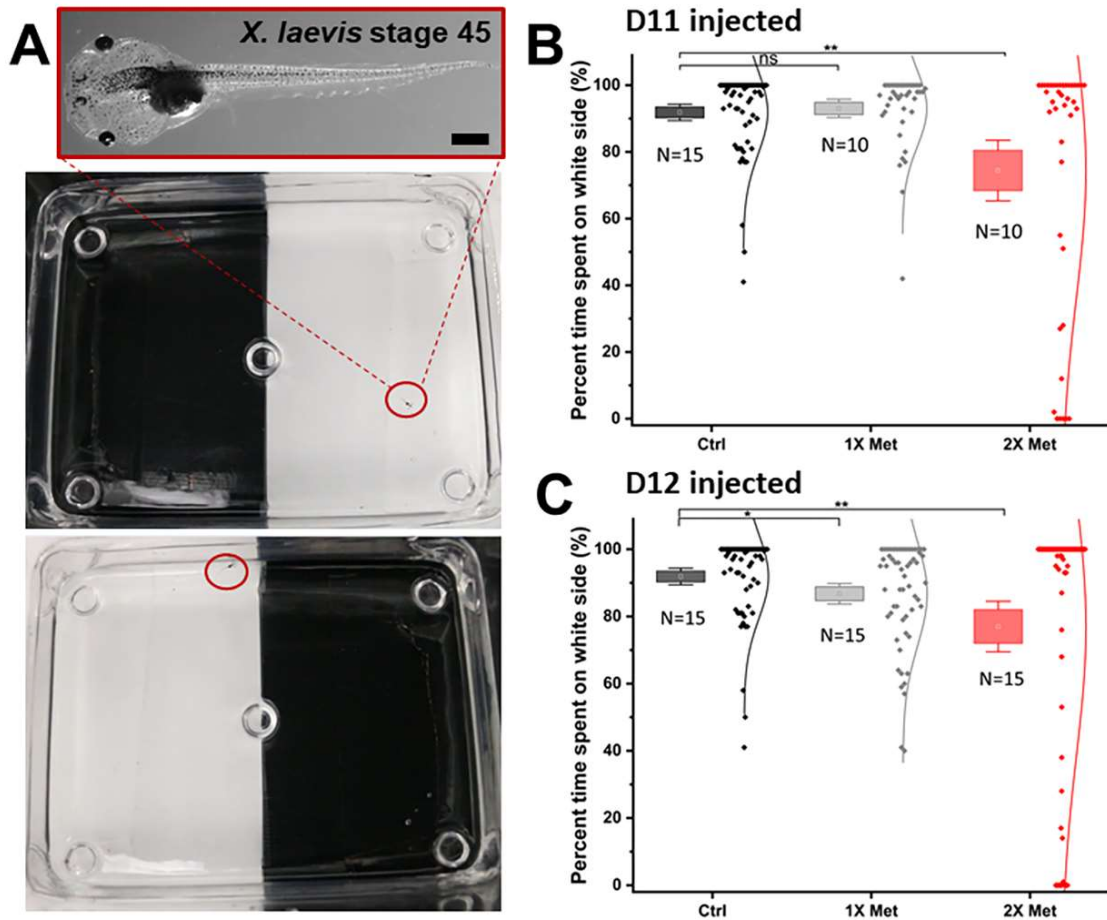 A
X. laevis stage 45
B
D11 injected
**
ns
Percent time spent on white side (%)
100
80
60
40
20
0
N=15
N=10
N=10
Ctrl
1X Met
2X Met
C
D12 injected
**
*
Percent time spent on white side (%)
100
80
60
40
20
0
N=15
N=15
N=15
Ctrl
1X Met
2X Met